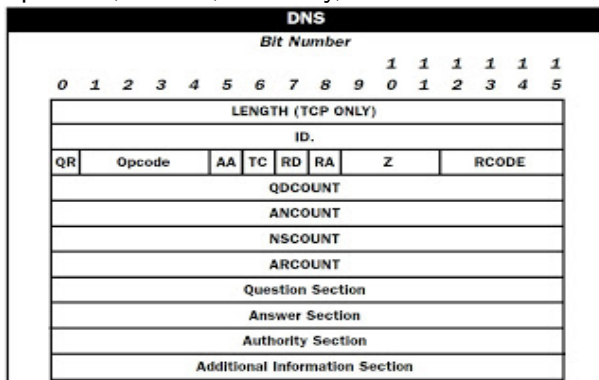 DNS
Bit Number
1 1 1 1 1 1
0 1 2 3 4 5 6 7 8 9 0 1 2 3 4 5
LENGTH (TCP ONLY)
ID.
QR Opcode AA TC RD RA Z RCODE
QDCOUNT
ANCOUNT
NSCOUNT
ARCOUNT
Question Section
Answer Section
Authority Section
Additional Information Section